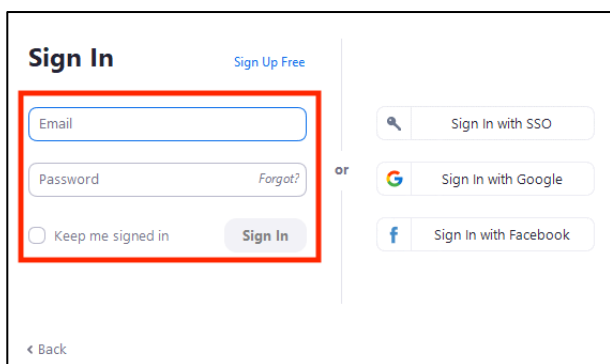 Sign In
Sign Up Free
Email
Password
Forgot?
Keep me signed in
Sign In
or
Sign In with SSO
Sign In with Google
Sign In with Facebook
Back